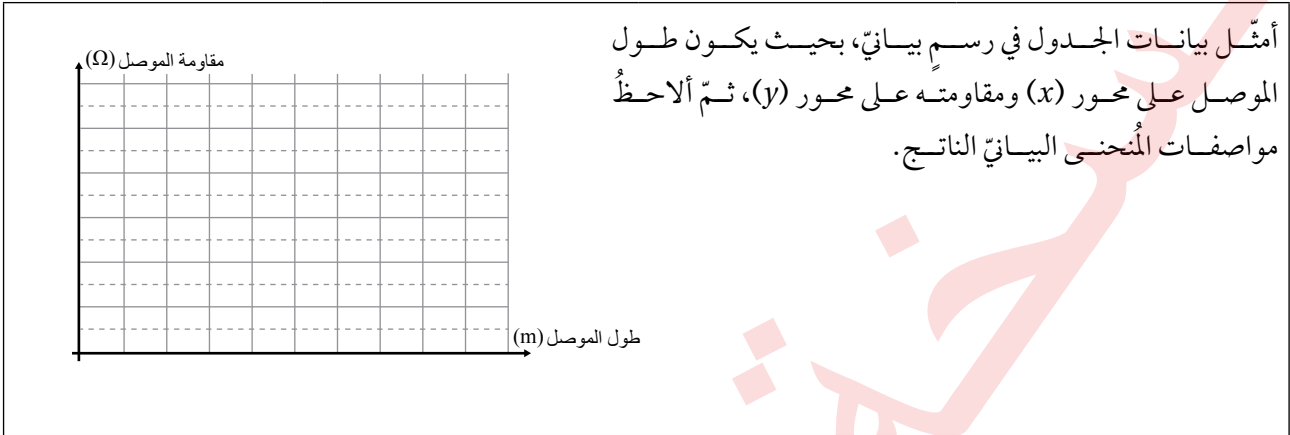 أمثّل بيانات الجدول في رسمٍ بيانيّ، بحيث يكون طول
الموصل على محور (x) ومقاومته على محور (y)، ثمّ ألاحظُ
مواصفات المُنحنى البيانيّ الناتج.
مقاومة الموصل (Ω)
طول الموصل (m)